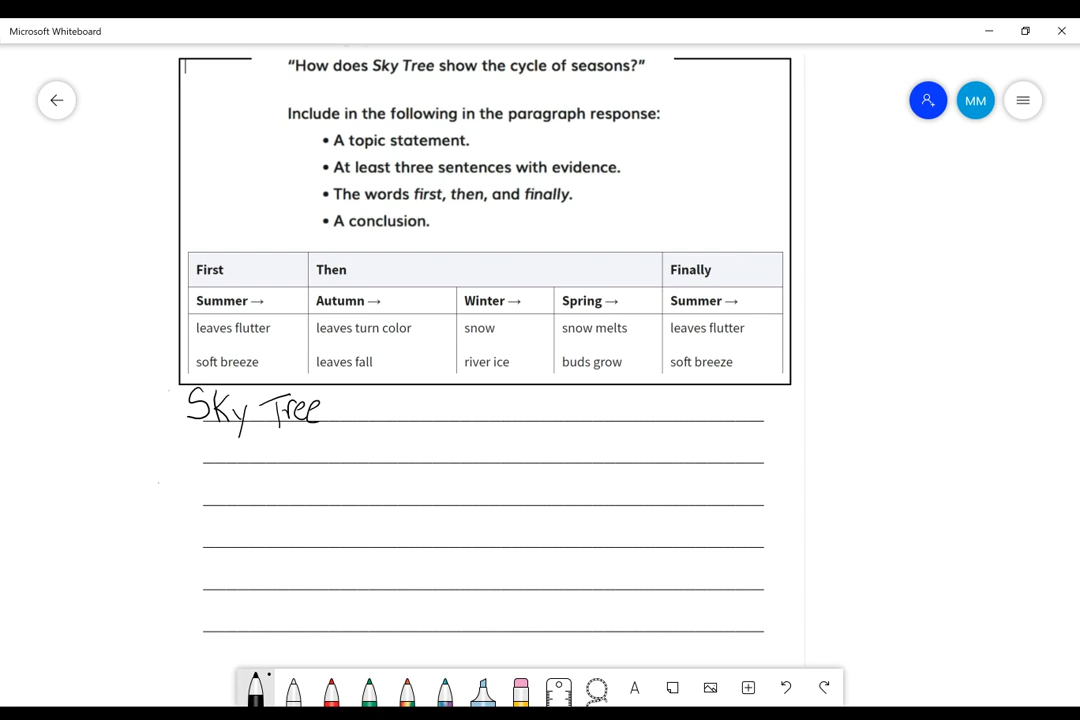 Microsoft Whiteboard
"How does Sky Tree show the cycle of seasons?"
MM
Include in the following in the paragraph response:
• A topic statement.
• At least three sentences with evidence.
• The words first, then, and finally.
• A conclusion.
First Then Finally
Summer → Autumn → Winter → Spring → Summer →
leaves flutter leaves turn color snow snow melts leaves flutter
soft breeze leaves fall river ice buds grow soft breeze
Sky Tree
A